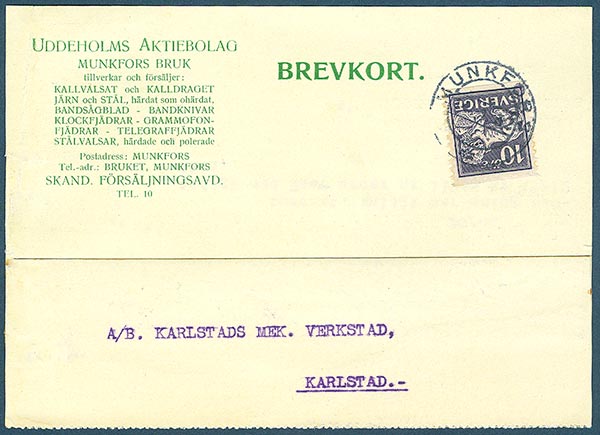 UDDEHOLMS AKTIEBOLAG
MUNKFORS BRUK
tillverkar och försäljer:
KALLVALSAT och KALLDRAGET
JÄRN och STÅL, härdat som ohärdat,
BANDSÅGBLAD - BANDKNIVAR
KLOCKFJÄDRAR - GRAMMOFON-
FJÄDRAR - TELEGRAFFJÄDRAR
STÅLVALSAR, härdade och polerade
Postadress: MUNKFORS
Tel.-adr.: BRUKET, MUNKFORS
SKAND. FÖRSÄLJNINGSAVD.
TEL. 10
BREVKORT.
MUNKF
SVERIGE
10
A/B. KARLSTADS MEK. VERKSTAD,
KARLSTAD.-